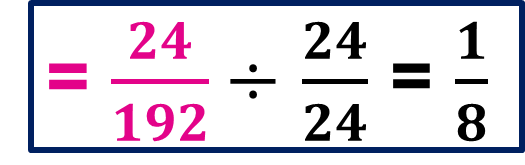 = 24/192 ÷ 24/24 = 1/8